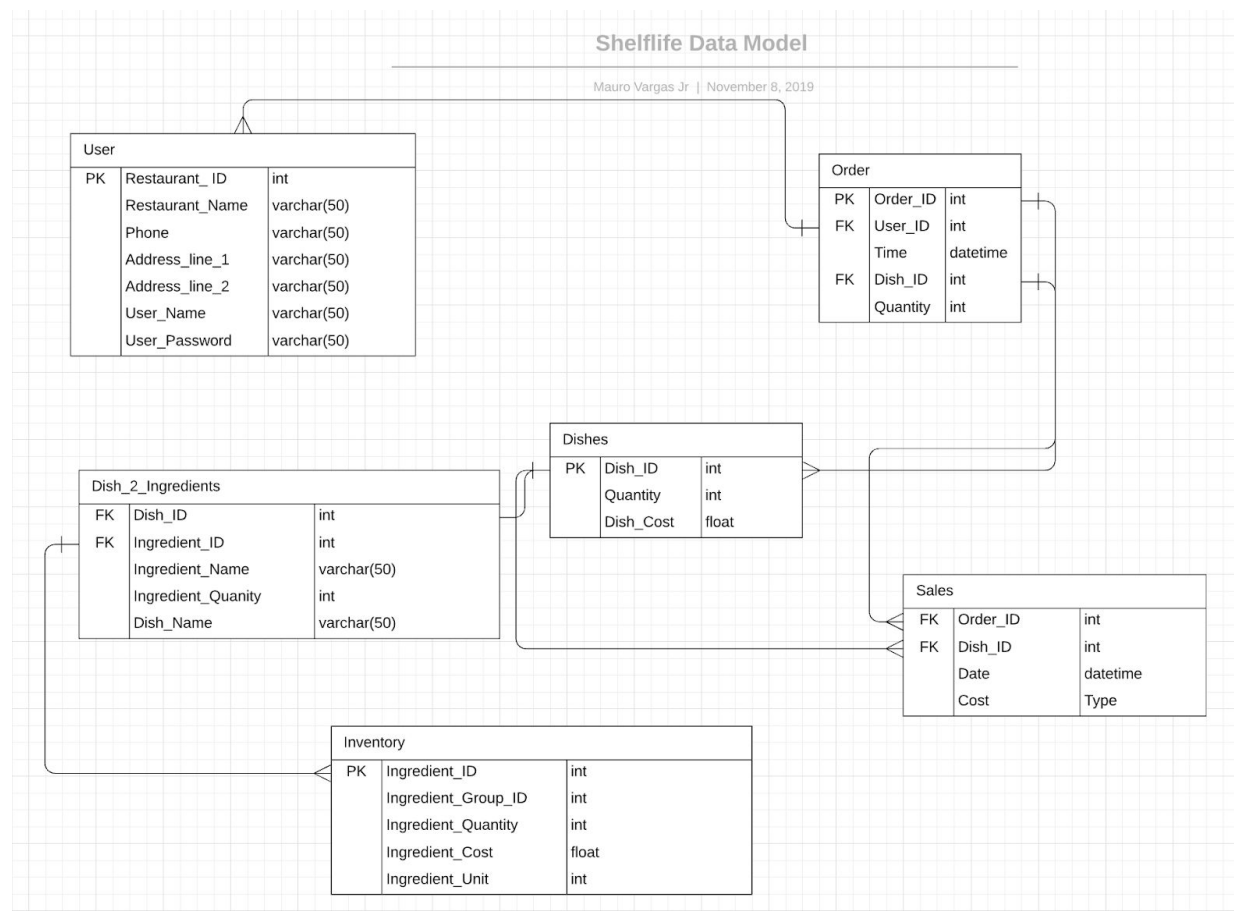 Shelflife Data Model
Mauro Vargas Jr | November 8, 2019
User
PK Restaurant_ ID int
Restaurant_Name varchar(50)
Phone varchar(50)
Address_line_1 varchar(50)
Address_line_2 varchar(50)
User_Name varchar(50)
User_Password varchar(50)
Order
PK Order_ID int
FK User_ID int
Time datetime
FK Dish_ID int
Quantity int
Dishes
PK Dish_ID int
Quantity int
Dish_Cost float
Dish_2_Ingredients
FK Dish_ID int
FK Ingredient_ID int
Ingredient_Name varchar(50)
Ingredient_Quanity int
Dish_Name varchar(50)
Sales
FK Order_ID int
FK Dish_ID int
Date datetime
Cost Type
Inventory
PK Ingredient_ID int
Ingredient_Group_ID int
Ingredient_Quantity int
Ingredient_Cost float
Ingredient_Unit int